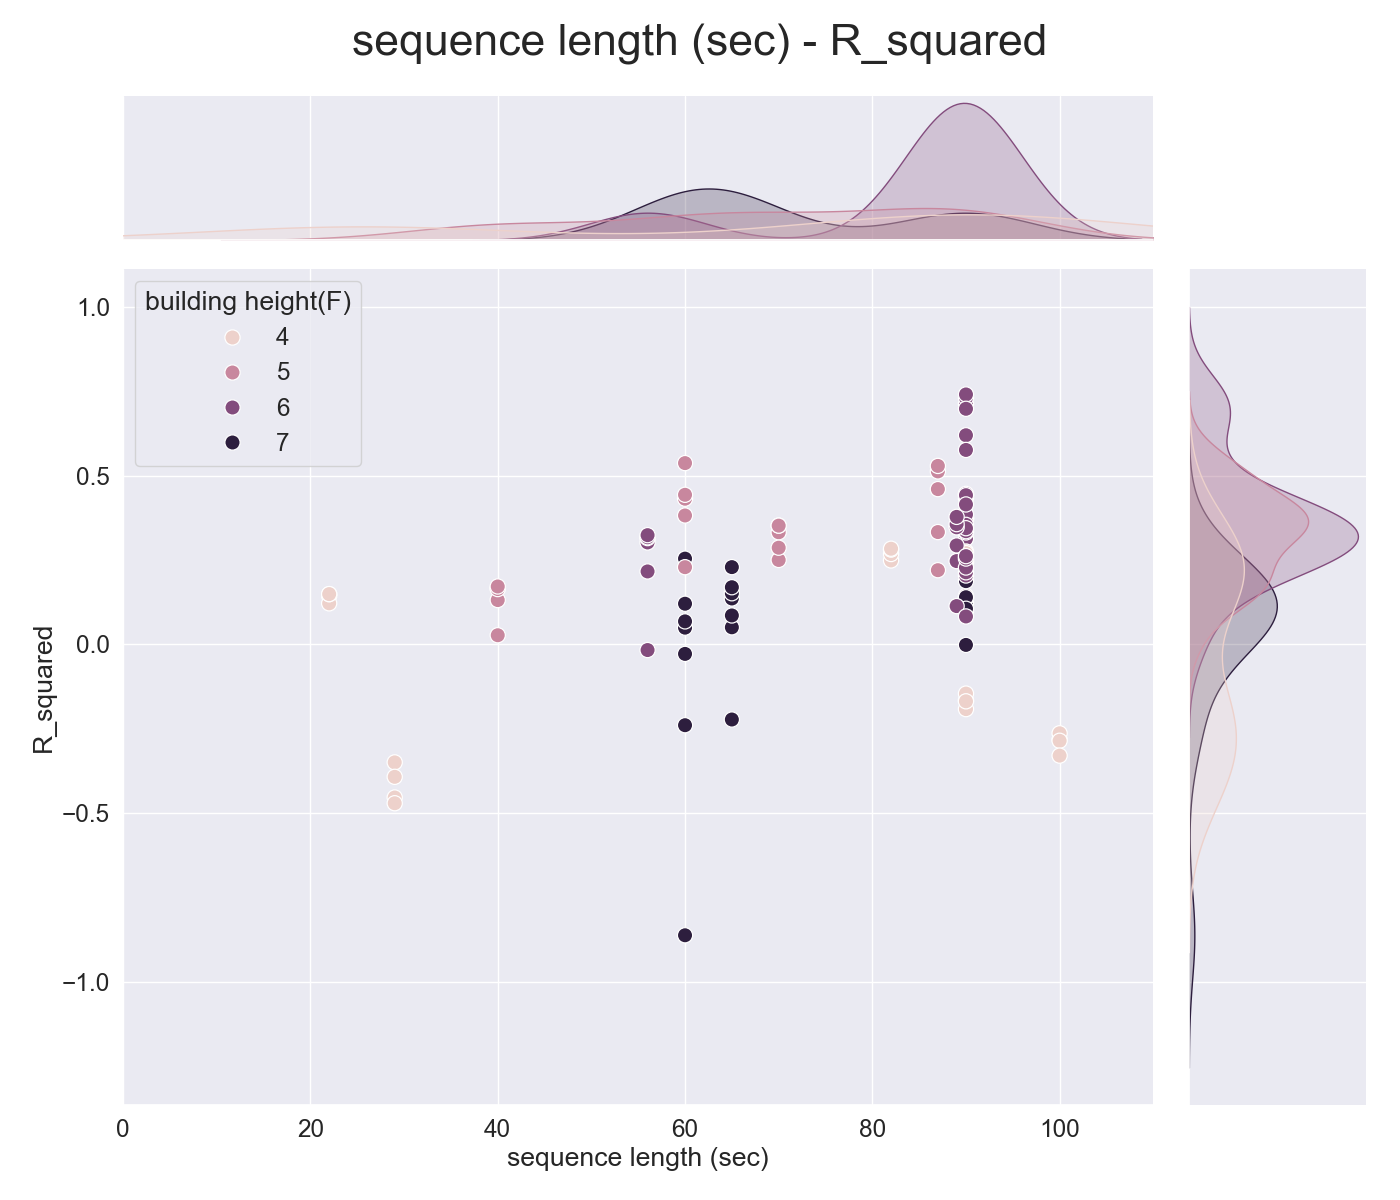 sequence length (sec) - R_squared
building height(F)
4
5
6
7
1.0
0.5
0.0
−0.5
−1.0
R_squared
0 20 40 60 80 100
sequence length (sec)